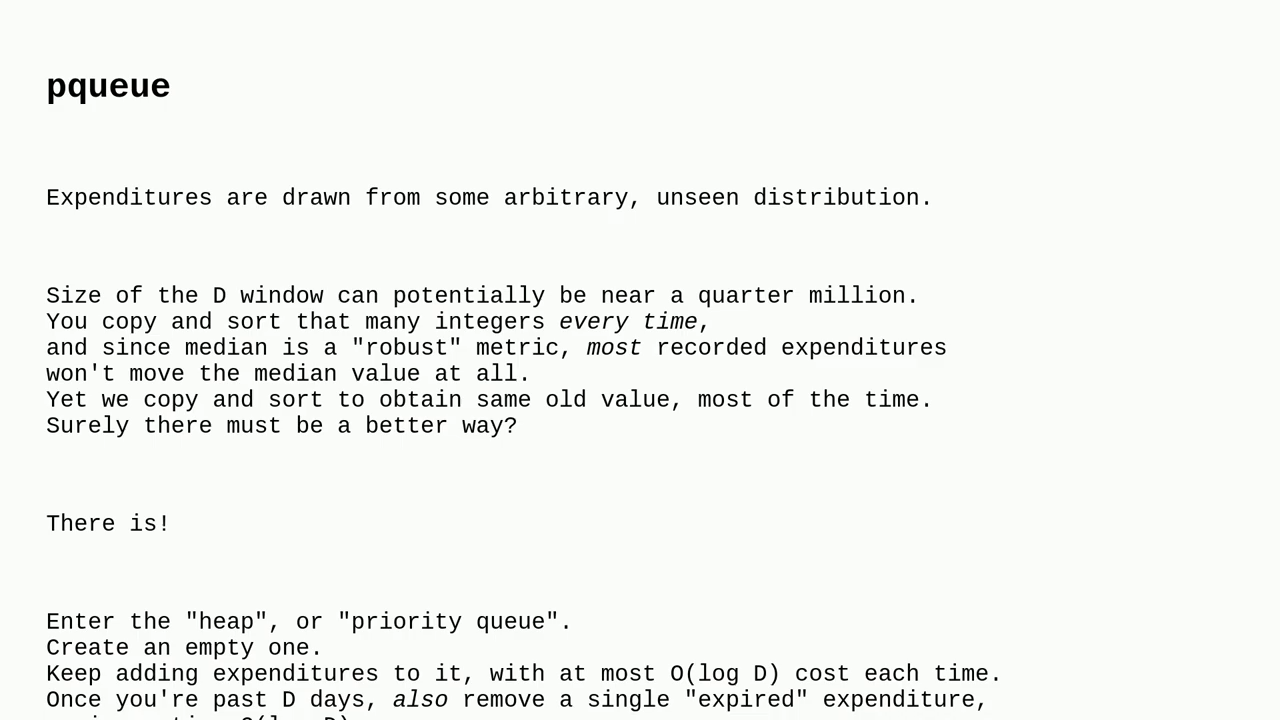 pqueue
Expenditures are drawn from some arbitrary, unseen distribution.
Size of the D window can potentially be near a quarter million.
You copy and sort that many integers every time,
and since median is a "robust" metric, most recorded expenditures
won't move the median value at all.
Yet we copy and sort to obtain same old value, most of the time.
Surely there must be a better way?
There is!
Enter the "heap", or "priority queue".
Create an empty one.
Keep adding expenditures to it, with at most O(log D) cost each time.
Once you're past D days, also remove a single "expired" expenditure,